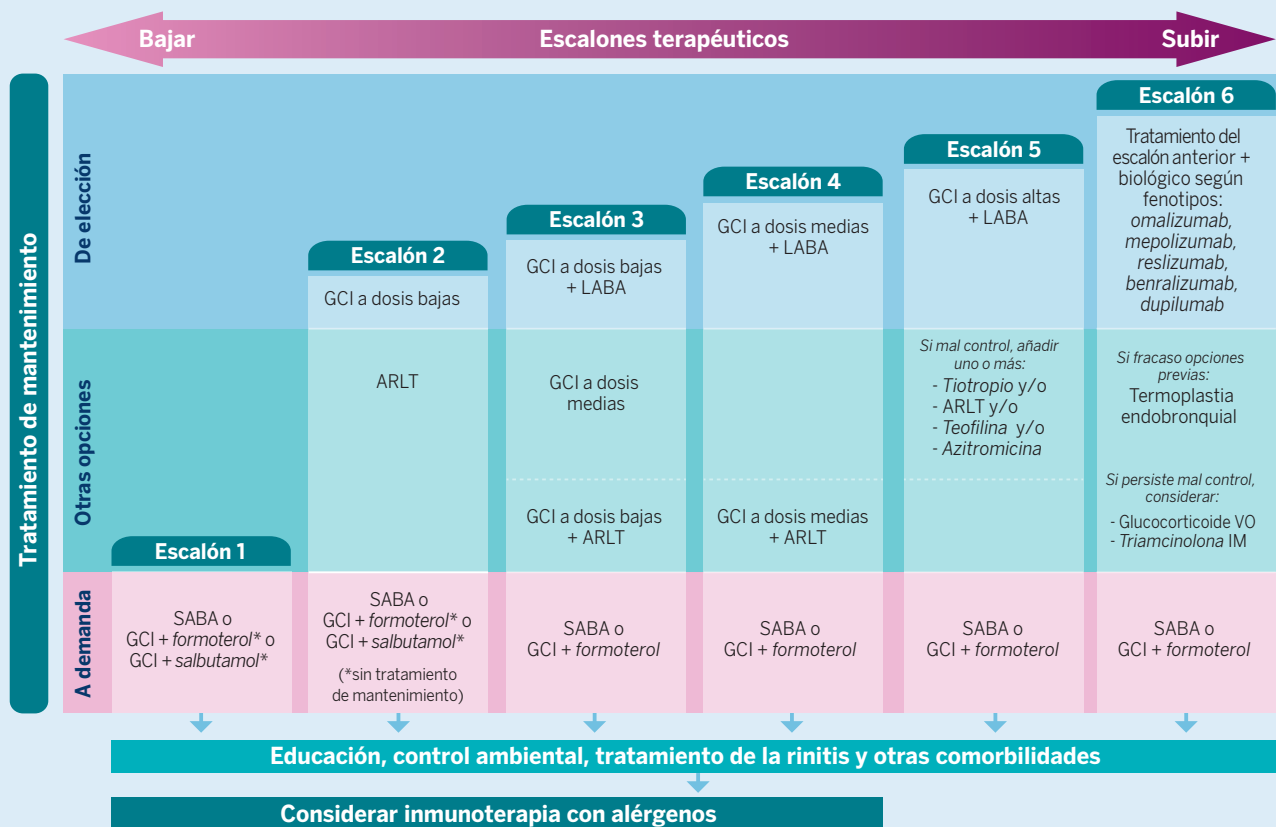 Bajar
Escalones terapéuticos
Subir
Tratamiento de mantenimiento
De elección
Otras opciones
A demanda
Escalón 1
SABA o
GCI + formoterol* o
GCI + salbutamol*
Escalón 2
GCI a dosis bajas
ARLT
SABA o
GCI + formoterol* o
GCI + salbutamol*
(*sin tratamiento
de mantenimiento)
Escalón 3
GCI a dosis bajas
+ LABA
GCI a dosis
medias
GCI a dosis bajas
+ ARLT
SABA o
GCI + formoterol
Escalón 4
GCI a dosis medias
+ LABA
GCI a dosis medias
+ ARLT
SABA o
GCI + formoterol
Escalón 5
GCI a dosis altas
+ LABA
Si mal control, añadir
uno o más:
- Tiotropio y/o
- ARLT y/o
- Teofilina y/o
- Azitromicina
SABA o
GCI + formoterol
Escalón 6
Tratamiento del
escalón anterior +
biológico según
fenotipos:
omalizumab,
mepolizumab,
reslizumab,
benralizumab,
dupilumab
Si fracaso opciones
previas:
Termoplastia
endobronquial
Si persiste mal control,
considerar:
- Glucocorticoide VO
- Triamcinolona IM
SABA o
GCI + formoterol
Educación, control ambiental, tratamiento de la rinitis y otras comorbilidades
Considerar inmunoterapia con alérgenos